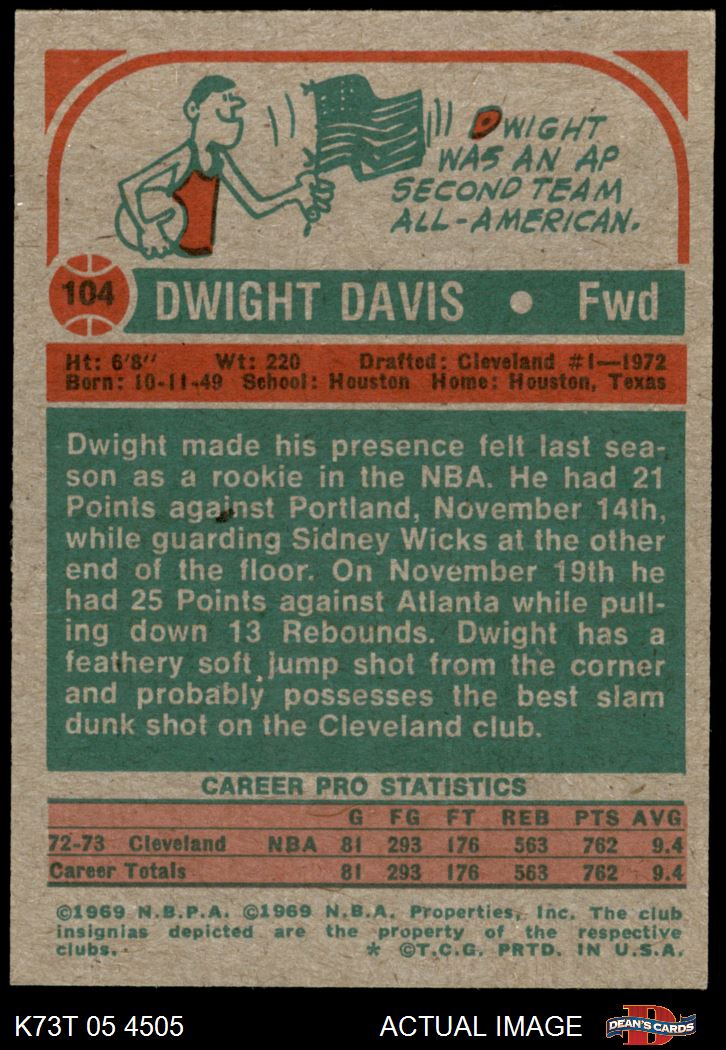 DWIGHT
WAS AN AP
SECOND TEAM
ALL-AMERICAN.
104 DWIGHT DAVIS • Fwd
Ht: 6'8" Wt: 220 Drafted: Cleveland #1—1972
Born: 10-11-49 School: Houston Home: Houston, Texas
Dwight made his presence felt last sea-
son as a rookie in the NBA. He had 21
Points against Portland, November 14th,
while guarding Sidney Wicks at the other
end of the floor. On November 19th he
had 25 Points against Atlanta while pull-
ing down 13 Rebounds. Dwight has a
feathery soft jump shot from the corner
and probably possesses the best slam
dunk shot on the Cleveland club.
CAREER PRO STATISTICS
G FG FT REB PTS AVG
72-73 Cleveland NBA 81 293 176 563 762 9.4
Career Totals 81 293 176 563 762 9.4
©1969 N.B.P.A. ©1969 N.B.A. Properties, Inc. The club
insignias depicted are the property of the respective
clubs. * ©T.C.G. PRTD. IN U.S.A.
K73T 05 4505 ACTUAL IMAGE D DEAN'S CARDS